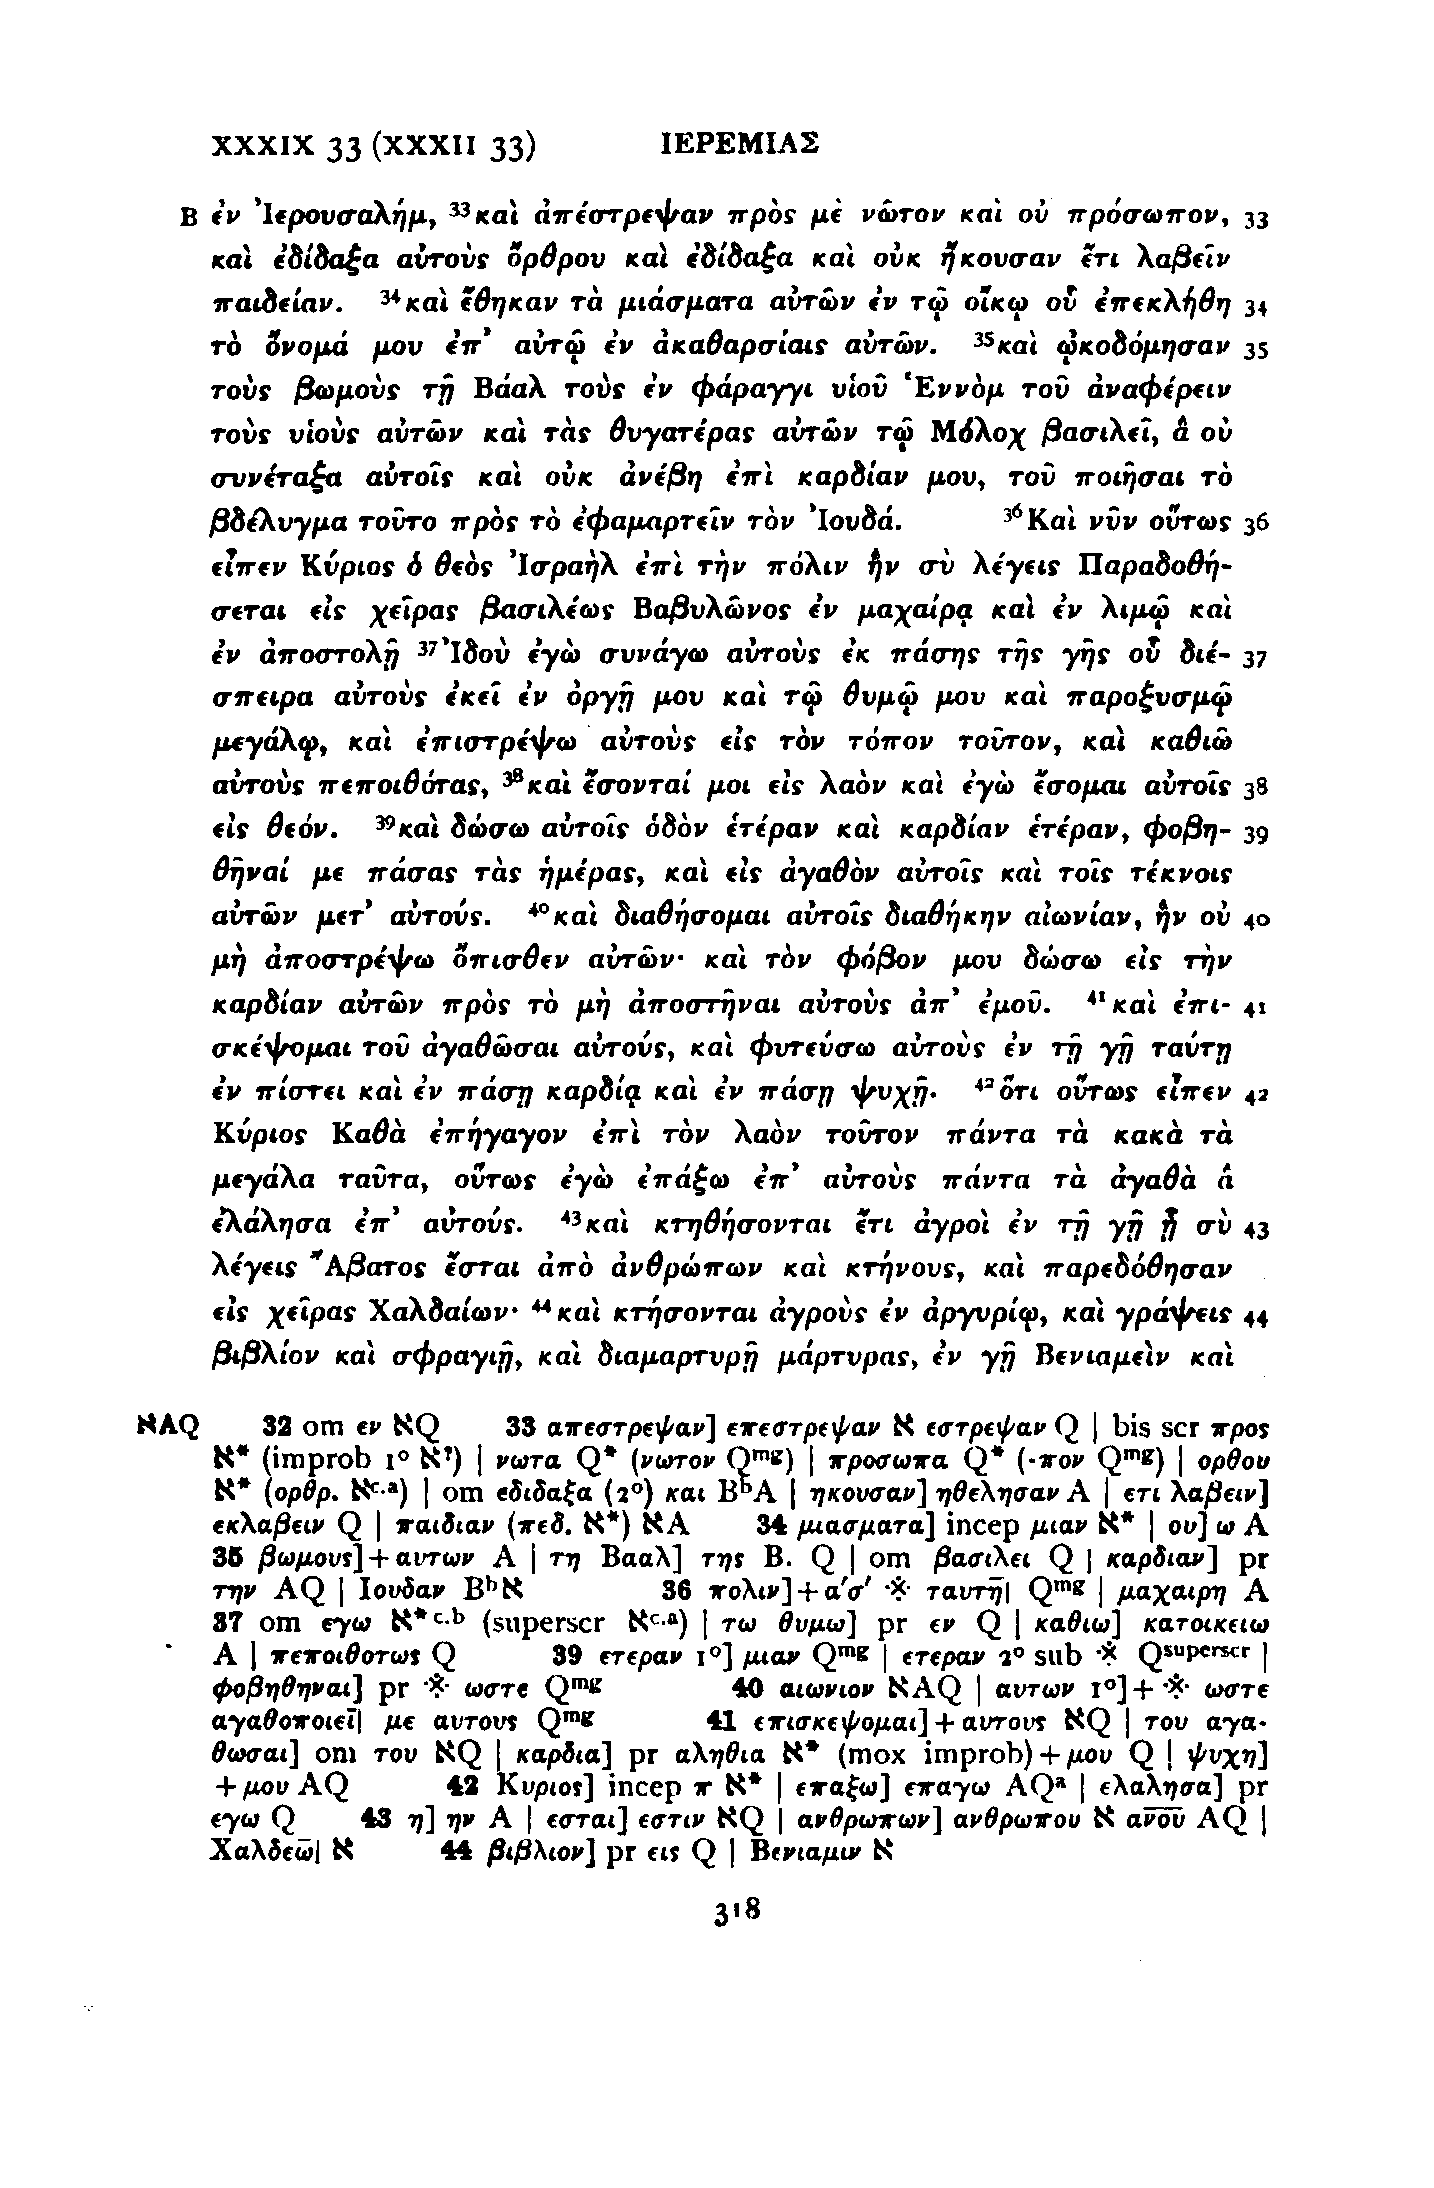 XXXIX 33 (XXXII 33) ΙΕΡΕΜΙΑΣ
B ἐν Ἰερουσαλήμ, ³³καὶ ἀπέστρεψαν πρὸς μὲ νῶτον καὶ οὐ πρόσωπον, 33
καὶ ἐδίδαξα αὐτοὺς ὄρθρου καὶ ἐδίδαξα καὶ οὐκ ἤκουσαν ἔτι λαβεῖν
παιδείαν. ³⁴καὶ ἔθηκαν τὰ μιάσματα αὐτῶν ἐν τῷ οἴκῳ οὗ ἐπεκλήθη 34
τὸ ὄνομά μου ἐπ᾽ αὐτῷ ἐν ἀκαθαρσίαις αὐτῶν. ³⁵καὶ ᾠκοδόμησαν 35
τοὺς βωμοὺς τῇ Βάαλ τοὺς ἐν φάραγγι υἱοῦ Ἑννὸμ τοῦ ἀναφέρειν
τοὺς υἱοὺς αὐτῶν καὶ τὰς θυγατέρας αὐτῶν τῷ Μόλοχ βασιλεῖ, ἃ οὐ
συνέταξα αὐτοῖς καὶ οὐκ ἀνέβη ἐπὶ καρδίαν μου, τοῦ ποιῆσαι τὸ
βδέλυγμα τοῦτο πρὸς τὸ ἐφαμαρτεῖν τὸν Ἰουδά. ³⁶Καὶ νῦν οὕτως 36
εἶπεν Κύριος ὁ θεὸς Ἰσραὴλ ἐπὶ τὴν πόλιν ἣν σὺ λέγεις Παραδοθή-
σεται εἰς χεῖρας βασιλέως Βαβυλῶνος ἐν μαχαίρᾳ καὶ ἐν λιμῷ καὶ
ἐν ἀποστολῇ ³⁷Ἰδοὺ ἐγὼ συνάγω αὐτοὺς ἐκ πάσης τῆς γῆς οὗ διέ- 37
σπειρα αὐτοὺς ἐκεῖ ἐν ὀργῇ μου καὶ τῷ θυμῷ μου καὶ παροξυσμῷ
μεγάλῳ, καὶ ἐπιστρέψω αὐτοὺς εἰς τὸν τόπον τοῦτον, καὶ καθιῶ
αὐτοὺς πεποιθότας, ³⁸καὶ ἔσονταί μοι εἰς λαὸν καὶ ἐγὼ ἔσομαι αὐτοῖς 38
εἰς θεόν. ³⁹καὶ δώσω αὐτοῖς ὁδὸν ἑτέραν καὶ καρδίαν ἑτέραν, φοβη- 39
θῆναί με πάσας τὰς ἡμέρας, καὶ εἰς ἀγαθὸν αὐτοῖς καὶ τοῖς τέκνοις
αὐτῶν μετ᾽ αὐτούς. ⁴⁰καὶ διαθήσομαι αὐτοῖς διαθήκην αἰωνίαν, ἣν οὐ 40
μὴ ἀποστρέψω ὄπισθεν αὐτῶν· καὶ τὸν φόβον μου δώσω εἰς τὴν
καρδίαν αὐτῶν πρὸς τὸ μὴ ἀποστῆναι αὐτοὺς ἀπ᾽ ἐμοῦ. ⁴¹καὶ ἐπι- 41
σκέψομαι τοῦ ἀγαθῶσαι αὐτούς, καὶ φυτεύσω αὐτοὺς ἐν τῇ γῇ ταύτῃ
ἐν πίστει καὶ ἐν πάσῃ καρδίᾳ καὶ ἐν πάσῃ ψυχῇ. ⁴²ὅτι οὕτως εἶπεν 42
Κύριος Καθὰ ἐπήγαγον ἐπὶ τὸν λαὸν τοῦτον πάντα τὰ κακὰ τὰ
μεγάλα ταῦτα, οὕτως ἐγὼ ἐπάξω ἐπ᾽ αὐτοὺς πάντα τὰ ἀγαθὰ ἃ
ἐλάλησα ἐπ᾽ αὐτούς. ⁴³καὶ κτηθήσονται ἔτι ἀγροὶ ἐν τῇ γῇ ᾗ σὺ 43
λέγεις Ἄβατος ἔσται ἀπὸ ἀνθρώπων καὶ κτήνους, καὶ παρεδόθησαν
εἰς χεῖρας Χαλδαίων· ⁴⁴καὶ κτήσονται ἀγροὺς ἐν ἀργυρίῳ, καὶ γράψεις 44
βιβλίον καὶ σφραγιῇ, καὶ διαμαρτυρῇ μάρτυρας, ἐν γῇ Βενιαμεὶν καὶ
ℵAQ 32 om εν ℵQ 33 απεστρεψαν] επεστρεψαν ℵ εστρεψαν Q | bis scr προς
ℵ* (improb 1° ℵ?) | νωτα Q* (νωτον Qᵐᵍ) | προσωπα Q* (-πον Qᵐᵍ) | ορθου
ℵ* (ορθρ. ℵᶜ·ᵃ) | om εδιδαξα (2°) και BᵇA | ηκουσαν] ηθελησαν A | ετι λαβειν]
εκλαβειν Q | παιδιαν (πεδ. ℵ*) ℵA 34 μιασματα] incep μιαν ℵ* | ου] ω A
35 βωμους]+αυτων A | τη Βααλ] της Β. Q | om βασιλει Q | καρδιαν] pr
την AQ | Ιουδαν Bᵇℵ 36 πολιν]+α΄σ΄ ※ ταυτη̄| Qᵐᵍ | μαχαιρη A
37 om εγω ℵ*ᶜ·ᵇ (superscr ℵᶜ·ᵃ) | τω θυμω] pr εν Q | καθιω] κατοικειω
A | πεποιθοτως Q 39 ετεραν 1°] μιαν Qᵐᵍ | ετεραν 2° sub ※ Qˢᵘᵖᵉʳˢᶜʳ |
φοβηθηναι] pr ※ ωστε Qᵐᵍ 40 αιωνιον ℵAQ | αυτων 1°]+ ※ ωστε
αγαθοποιεῑ| με αυτους Qᵐᵍ 41 επισκεψομαι]+αυτους ℵQ | του αγα-
θωσαι] om του ℵQ | καρδια] pr αληθια ℵ* (mox improb)+μου Q | ψυχη]
+μου AQ 42 Κυριος] incep π ℵ* | επαξω] επαγω AQᵃ | ελαλησα] pr
εγω Q 43 η] ην A | εσται] εστιν ℵQ | ανθρωπων] ανθρωπου ℵ ᾱν̄ο̄ῡ AQ |
Χαλδεω̄| ℵ 44 βιβλιον] pr εις Q | Βενιαμιν ℵ
318